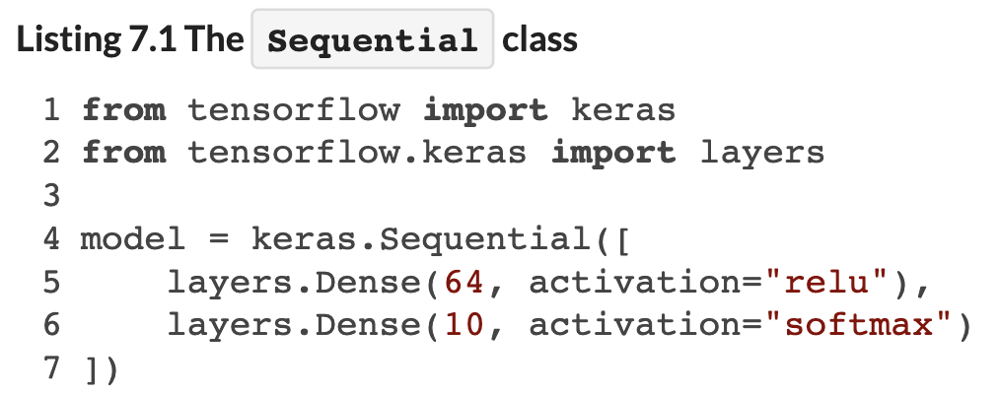 Listing 7.1 The Sequential class
1 from tensorflow import keras
2 from tensorflow.keras import layers
3
4 model = keras.Sequential([
5     layers.Dense(64, activation="relu"),
6     layers.Dense(10, activation="softmax")
7 ])